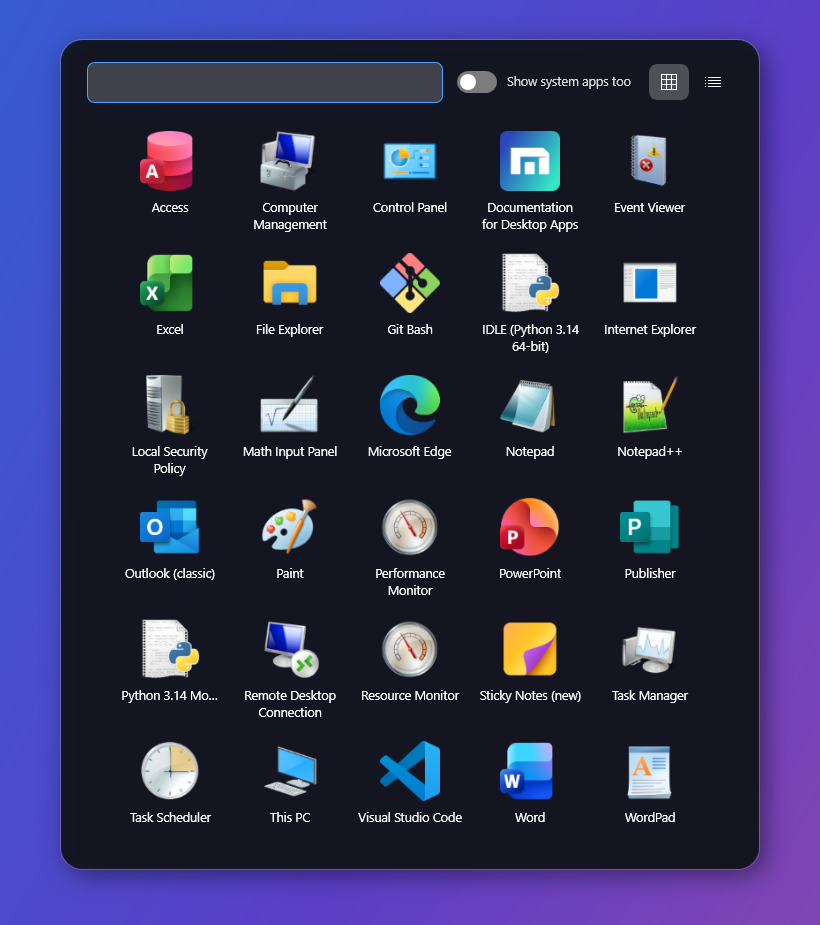 Show system apps too
Access
Computer
Management
Control Panel
Documentation
for Desktop Apps
Event Viewer
Excel
File Explorer
Git Bash
IDLE (Python 3.14
64-bit)
Internet Explorer
Local Security
Policy
Math Input Panel
Microsoft Edge
Notepad
Notepad++
Outlook (classic)
Paint
Performance
Monitor
PowerPoint
Publisher
Python 3.14 Mo...
Remote Desktop
Connection
Resource Monitor
Sticky Notes (new)
Task Manager
Task Scheduler
This PC
Visual Studio Code
Word
WordPad